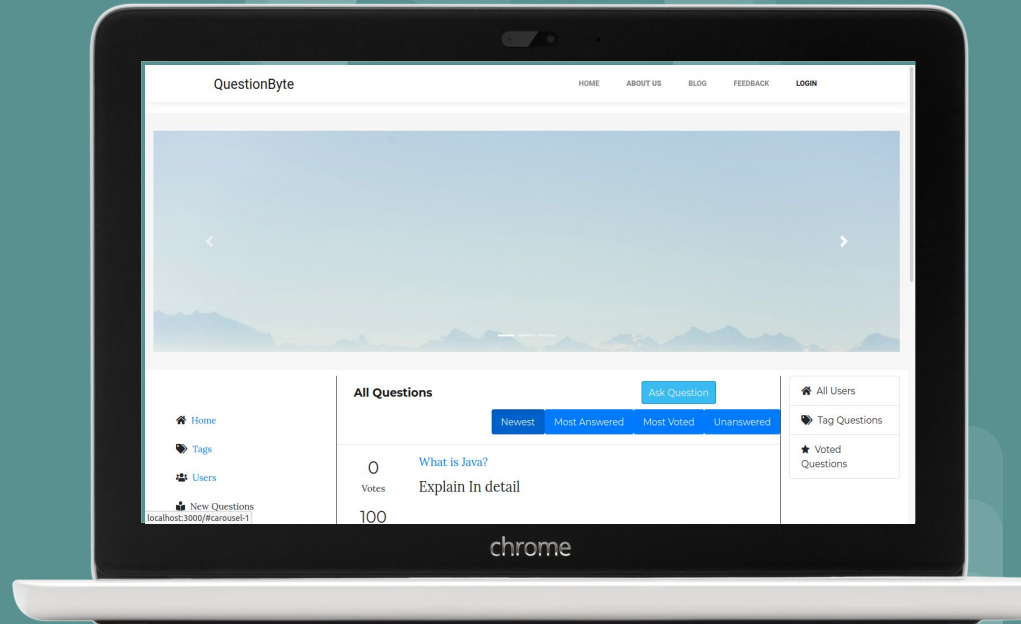 QuestionByte
HOME ABOUT US BLOG FEEDBACK LOGIN
All Questions
Ask Question
Newest Most Answered Most Voted Unanswered
Home
Tags
Users
New Questions
localhost:3000/#carousel-1
0
Votes
What is Java?
Explain In detail
100
All Users
Tag Questions
Voted
Questions
chrome